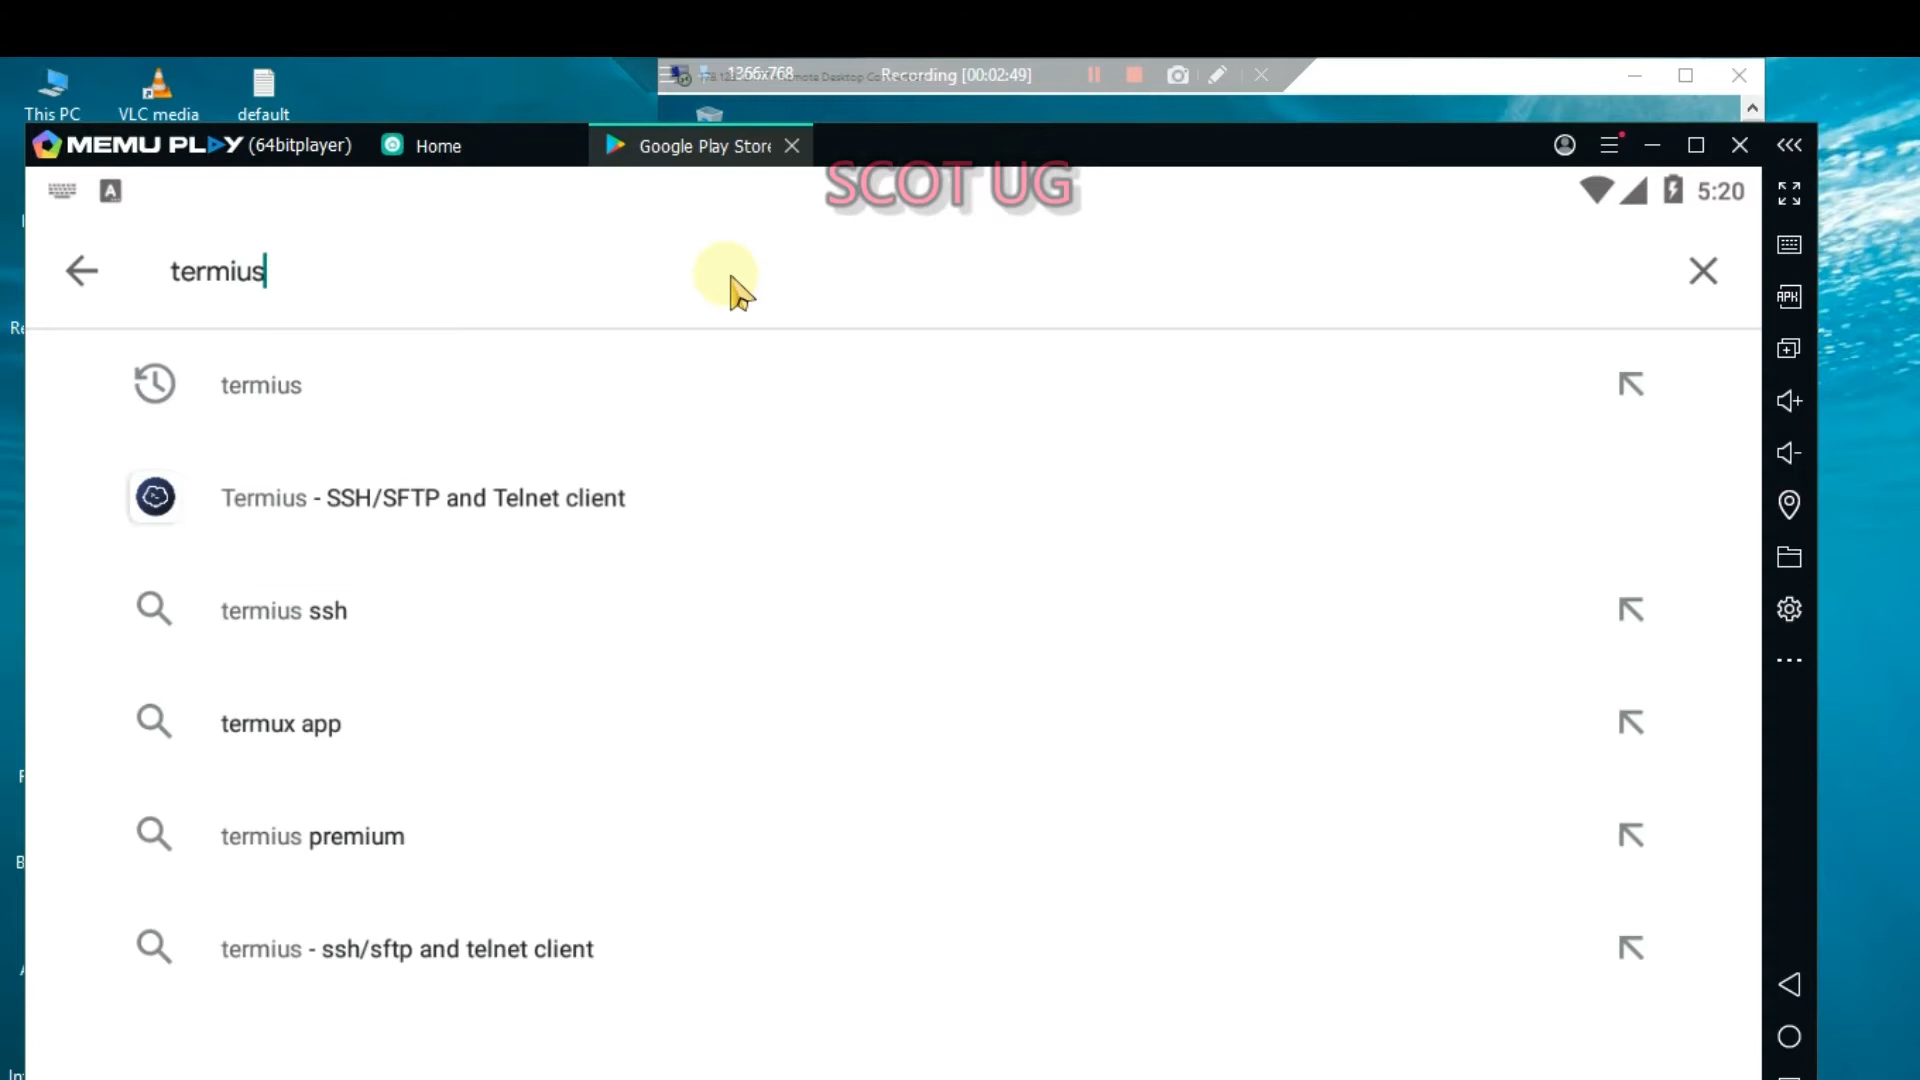 1366x768
Recording [00:02:49]
This PC
VLC media
default
MEMU PLAY (64bitplayer)
Home
Google Play Store
SCOT UG
5:20
termius
APK
termius
Termius - SSH/SFTP and Telnet client
termius ssh
termux app
termius premium
termius - ssh/sftp and telnet client